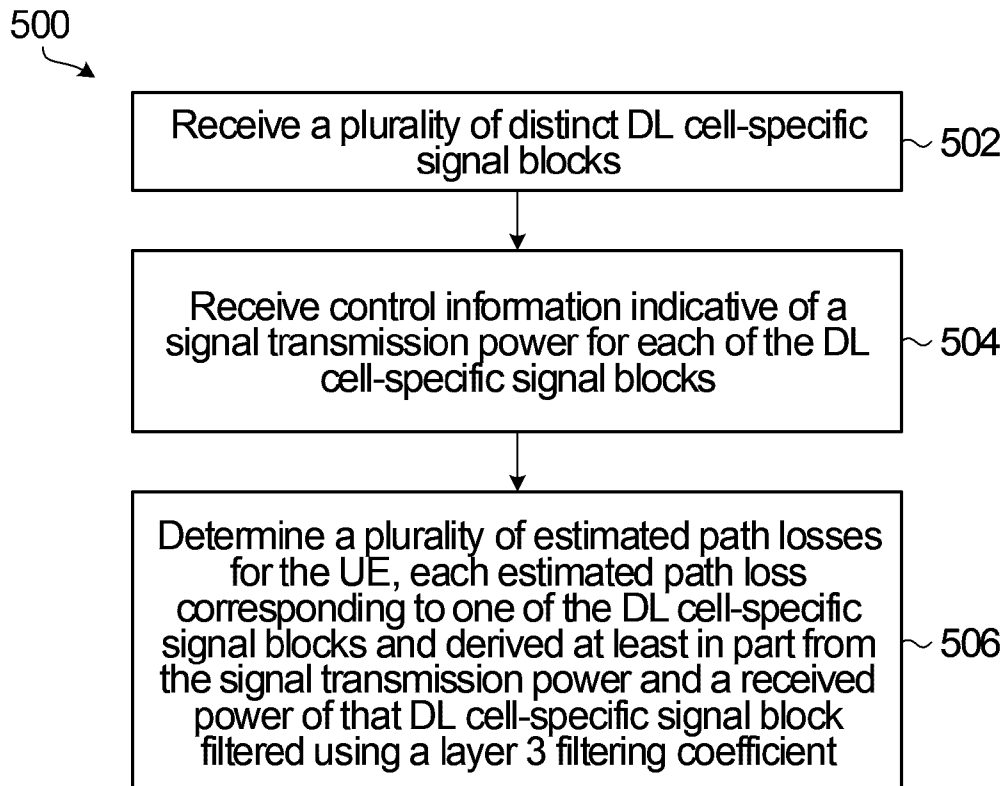 500
Receive a plurality of distinct DL cell-specific
signal blocks
502
Receive control information indicative of a
signal transmission power for each of the DL
cell-specific signal blocks
504
Determine a plurality of estimated path losses
for the UE, each estimated path loss
corresponding to one of the DL cell-specific
signal blocks and derived at least in part from
the signal transmission power and a received
power of that DL cell-specific signal block
filtered using a layer 3 filtering coefficient
506